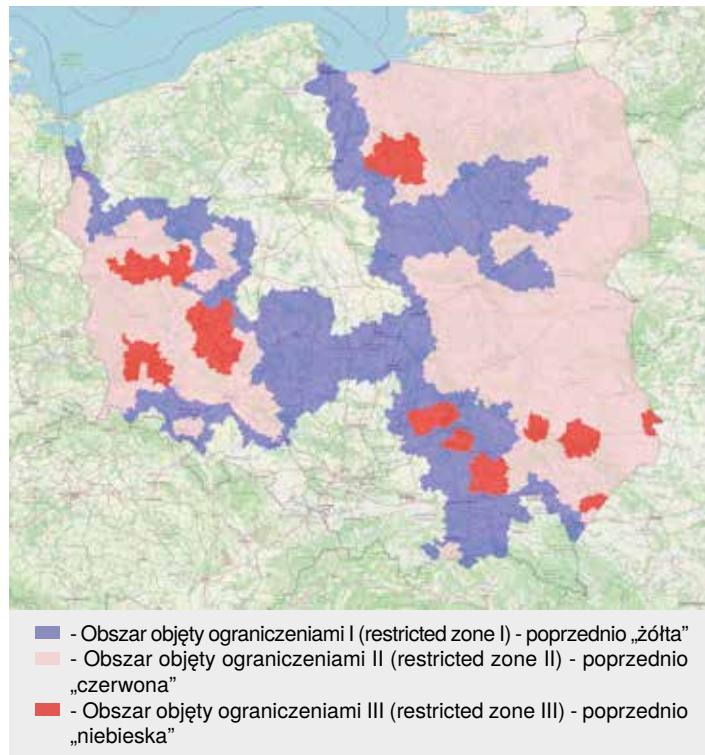 - Obszar objęty ograniczeniami I (restricted zone I) - poprzednio „żółta”
- Obszar objęty ograniczeniami II (restricted zone II) - poprzednio
„czerwona”
- Obszar objęty ograniczeniami III (restricted zone III) - poprzednio
„niebieska”